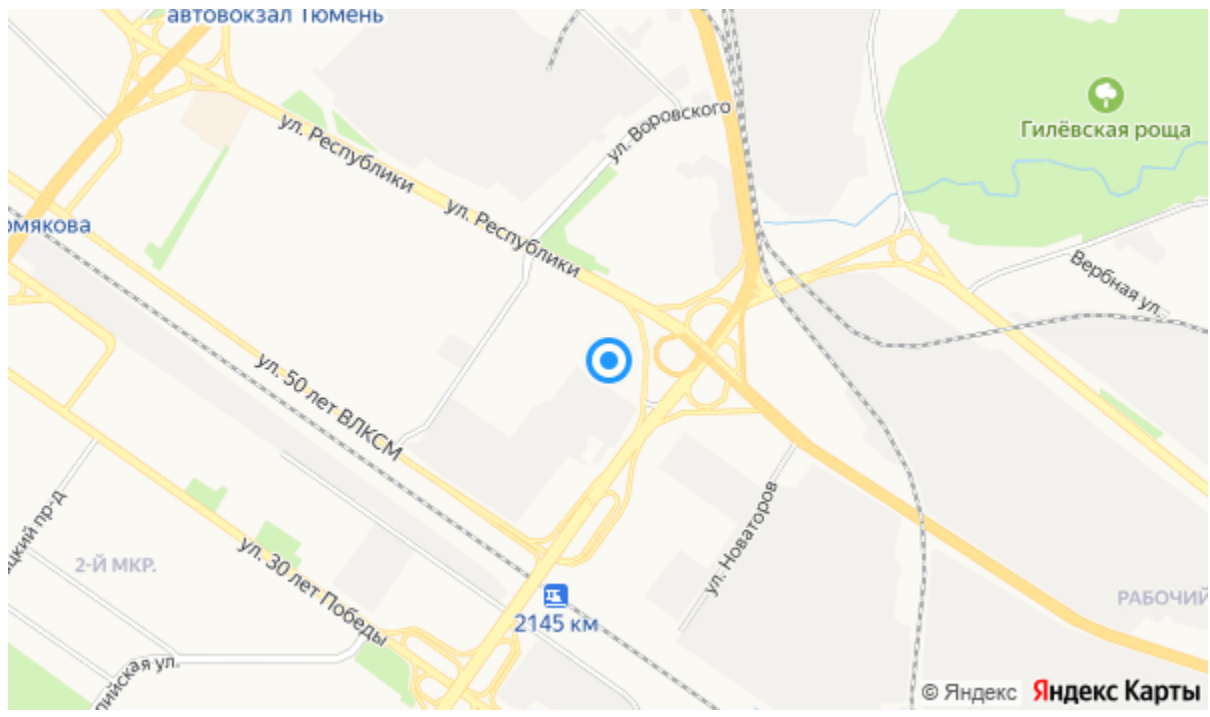 автовокзал Тюмень
ул. Республики
ул. Воровского
Гилёвская роща
ул. Республики
омякова
Вербная ул.
ул. 50 лет ВЛКСМ
ул. Новаторов
цкий пр-д
2-Й МКР.
ул. 30 лет Победы
2145 км
РАБОЧИЙ
лийская ул.
© Яндекс Яндекс Карты